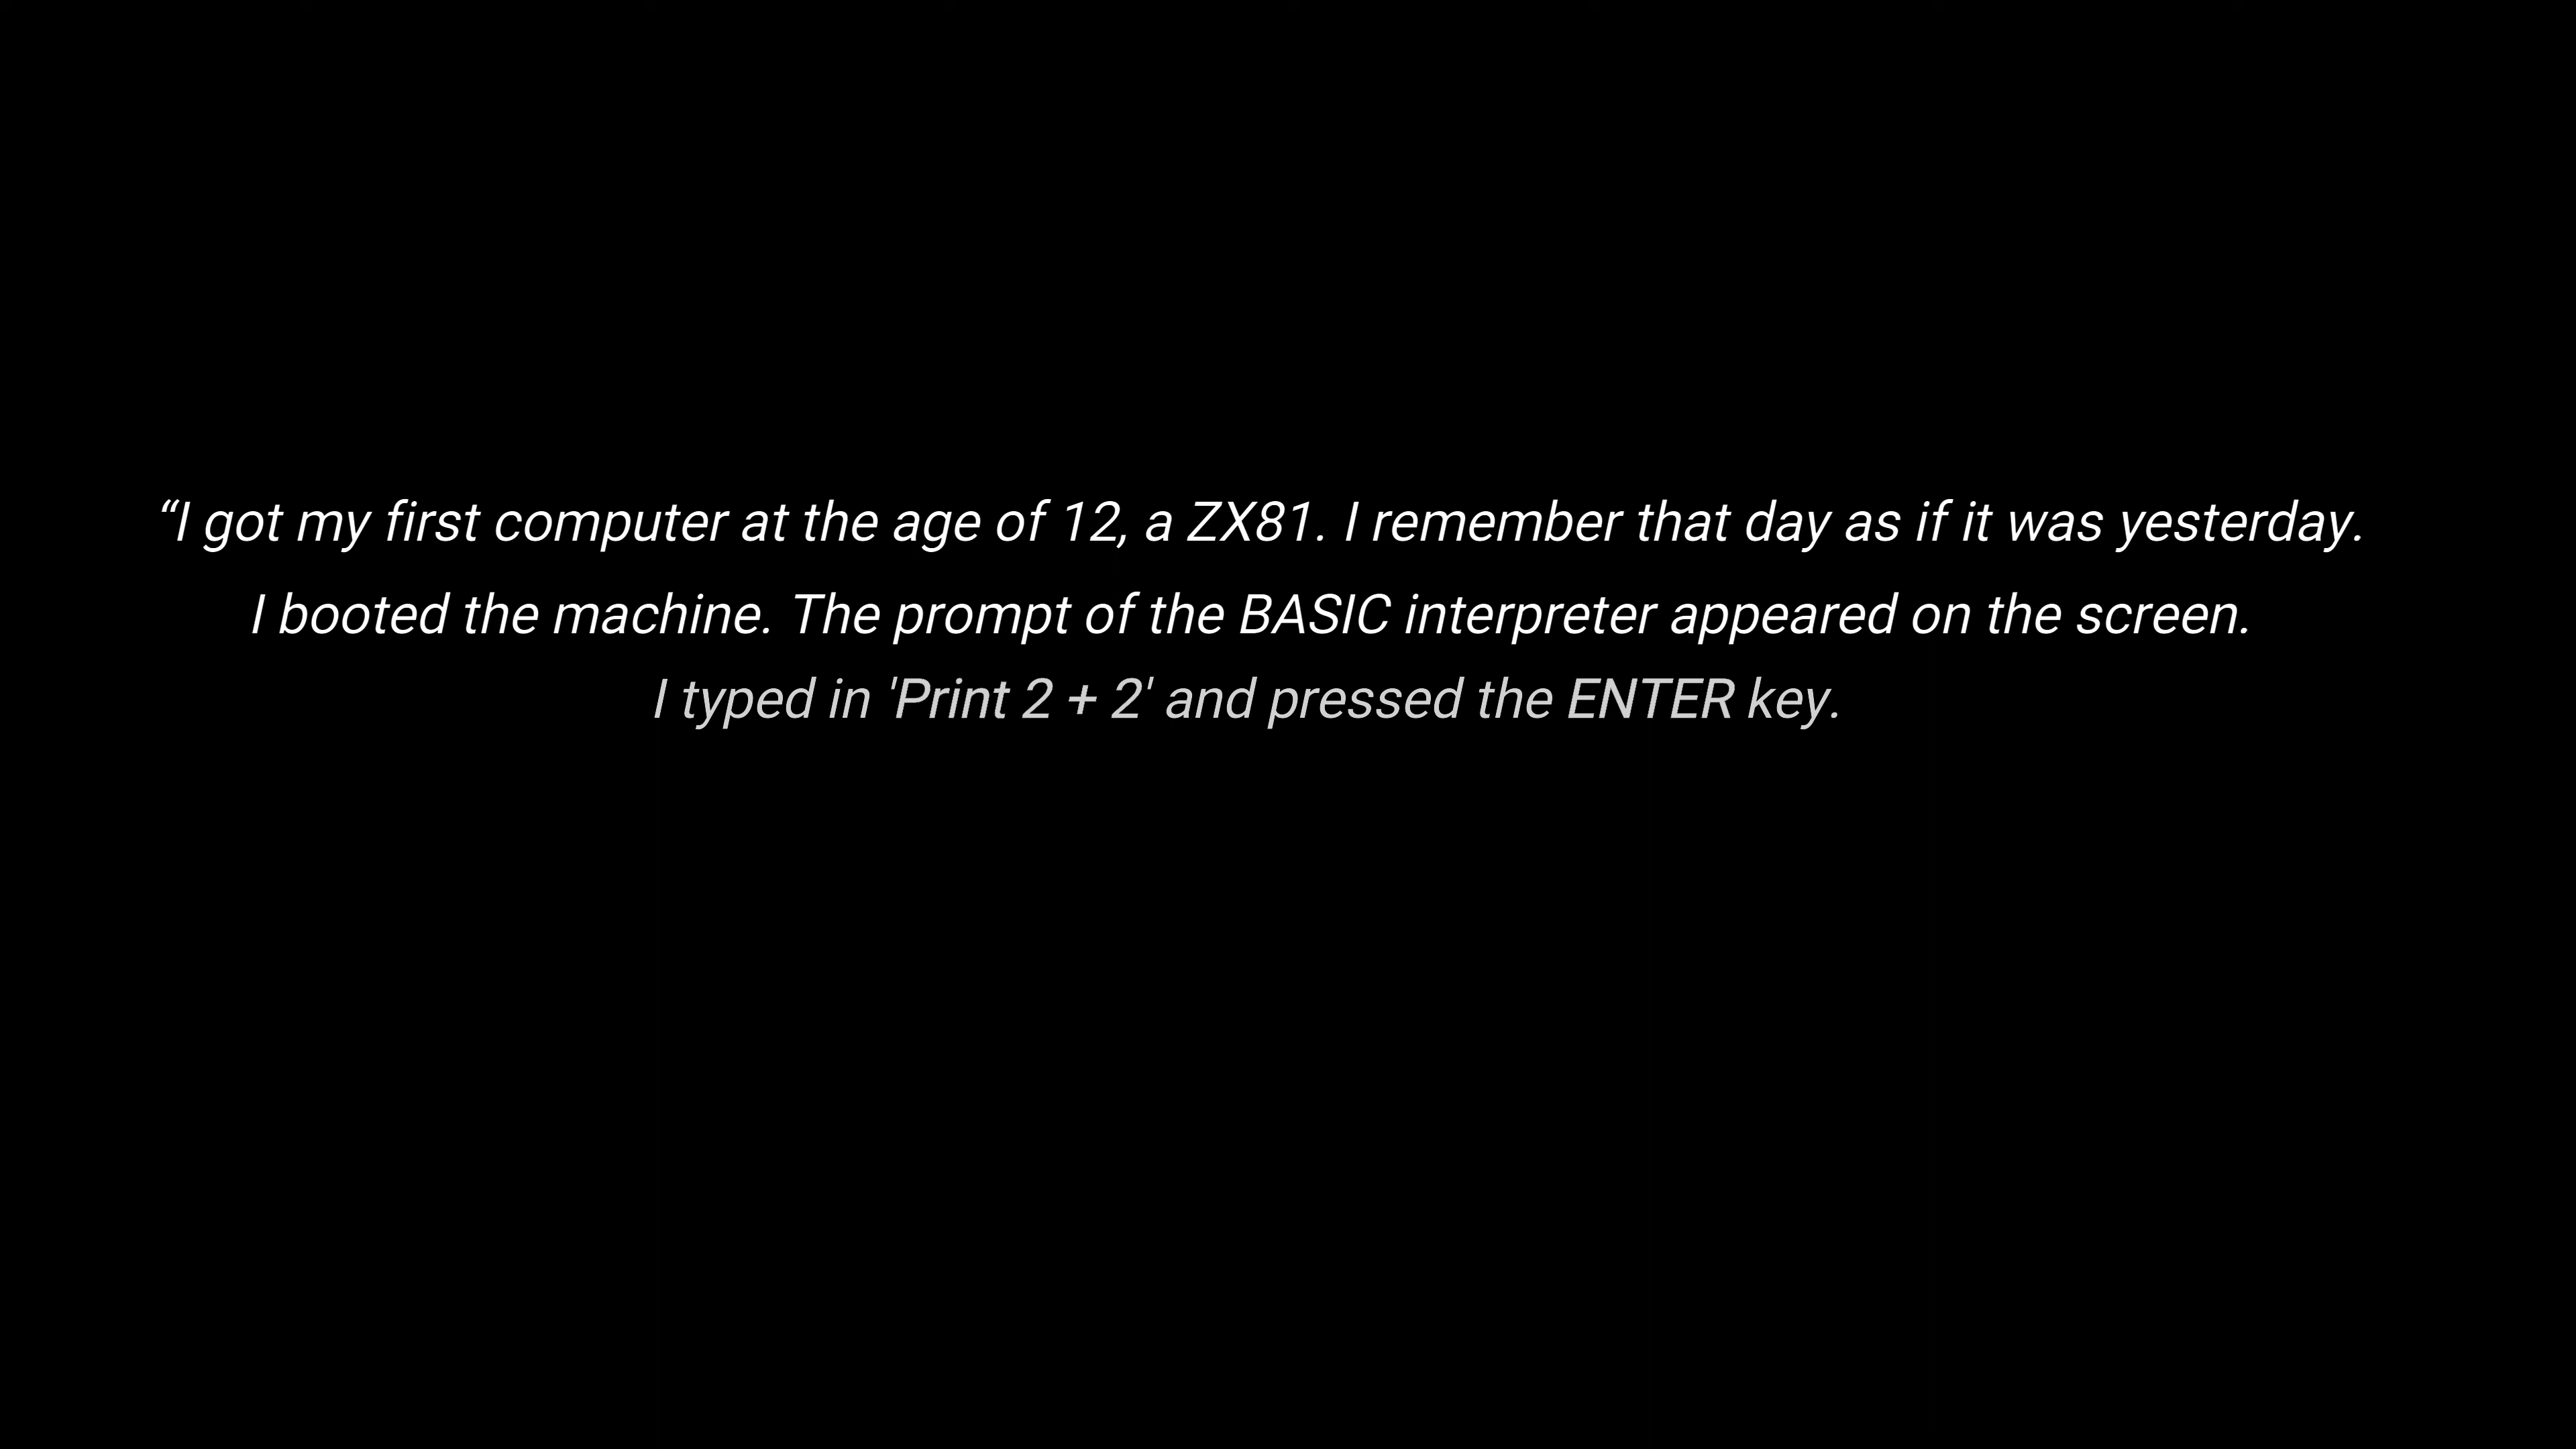 “I got my first computer at the age of 12, a ZX81. I remember that day as if it was yesterday.
I booted the machine. The prompt of the BASIC interpreter appeared on the screen.
I typed in 'Print 2 + 2' and pressed the ENTER key.